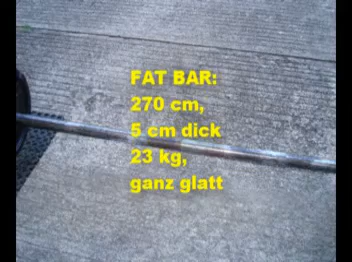 FAT BAR:
270 cm,
5 cm dick
23 kg,
ganz glatt